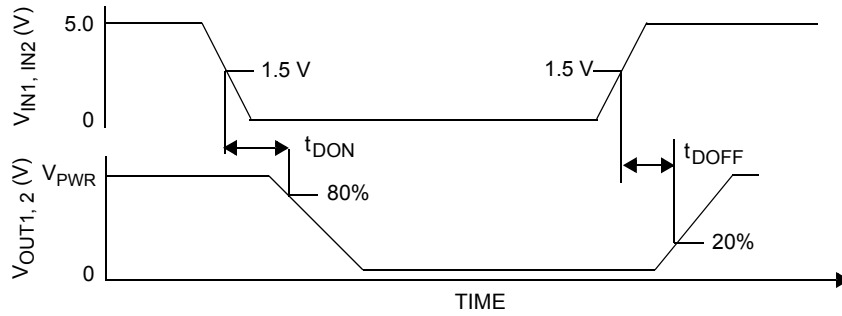 V_IN1, IN2 (V)
5.0
0
1.5 V
1.5 V
t_DON
t_DOFF
V_OUT1, 2 (V)
V_PWR
0
80%
20%
TIME